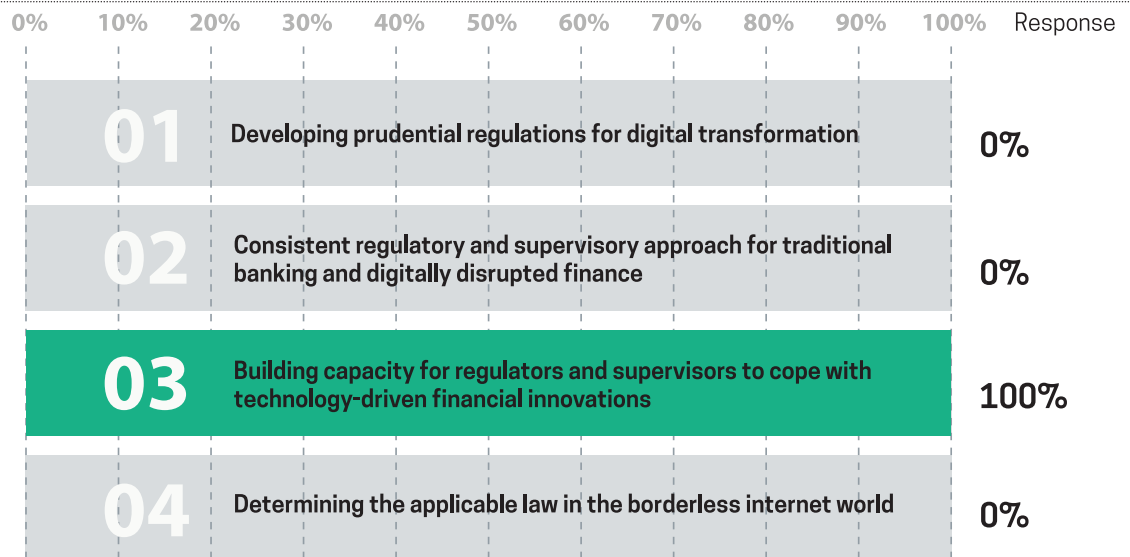 0% 10% 20% 30% 40% 50% 60% 70% 80% 90% 100% Response
01 Developing prudential regulations for digital transformation 0%
02 Consistent regulatory and supervisory approach for traditional
banking and digitally disrupted finance 0%
03 Building capacity for regulators and supervisors to cope with
technology-driven financial innovations 100%
04 Determining the applicable law in the borderless internet world 0%